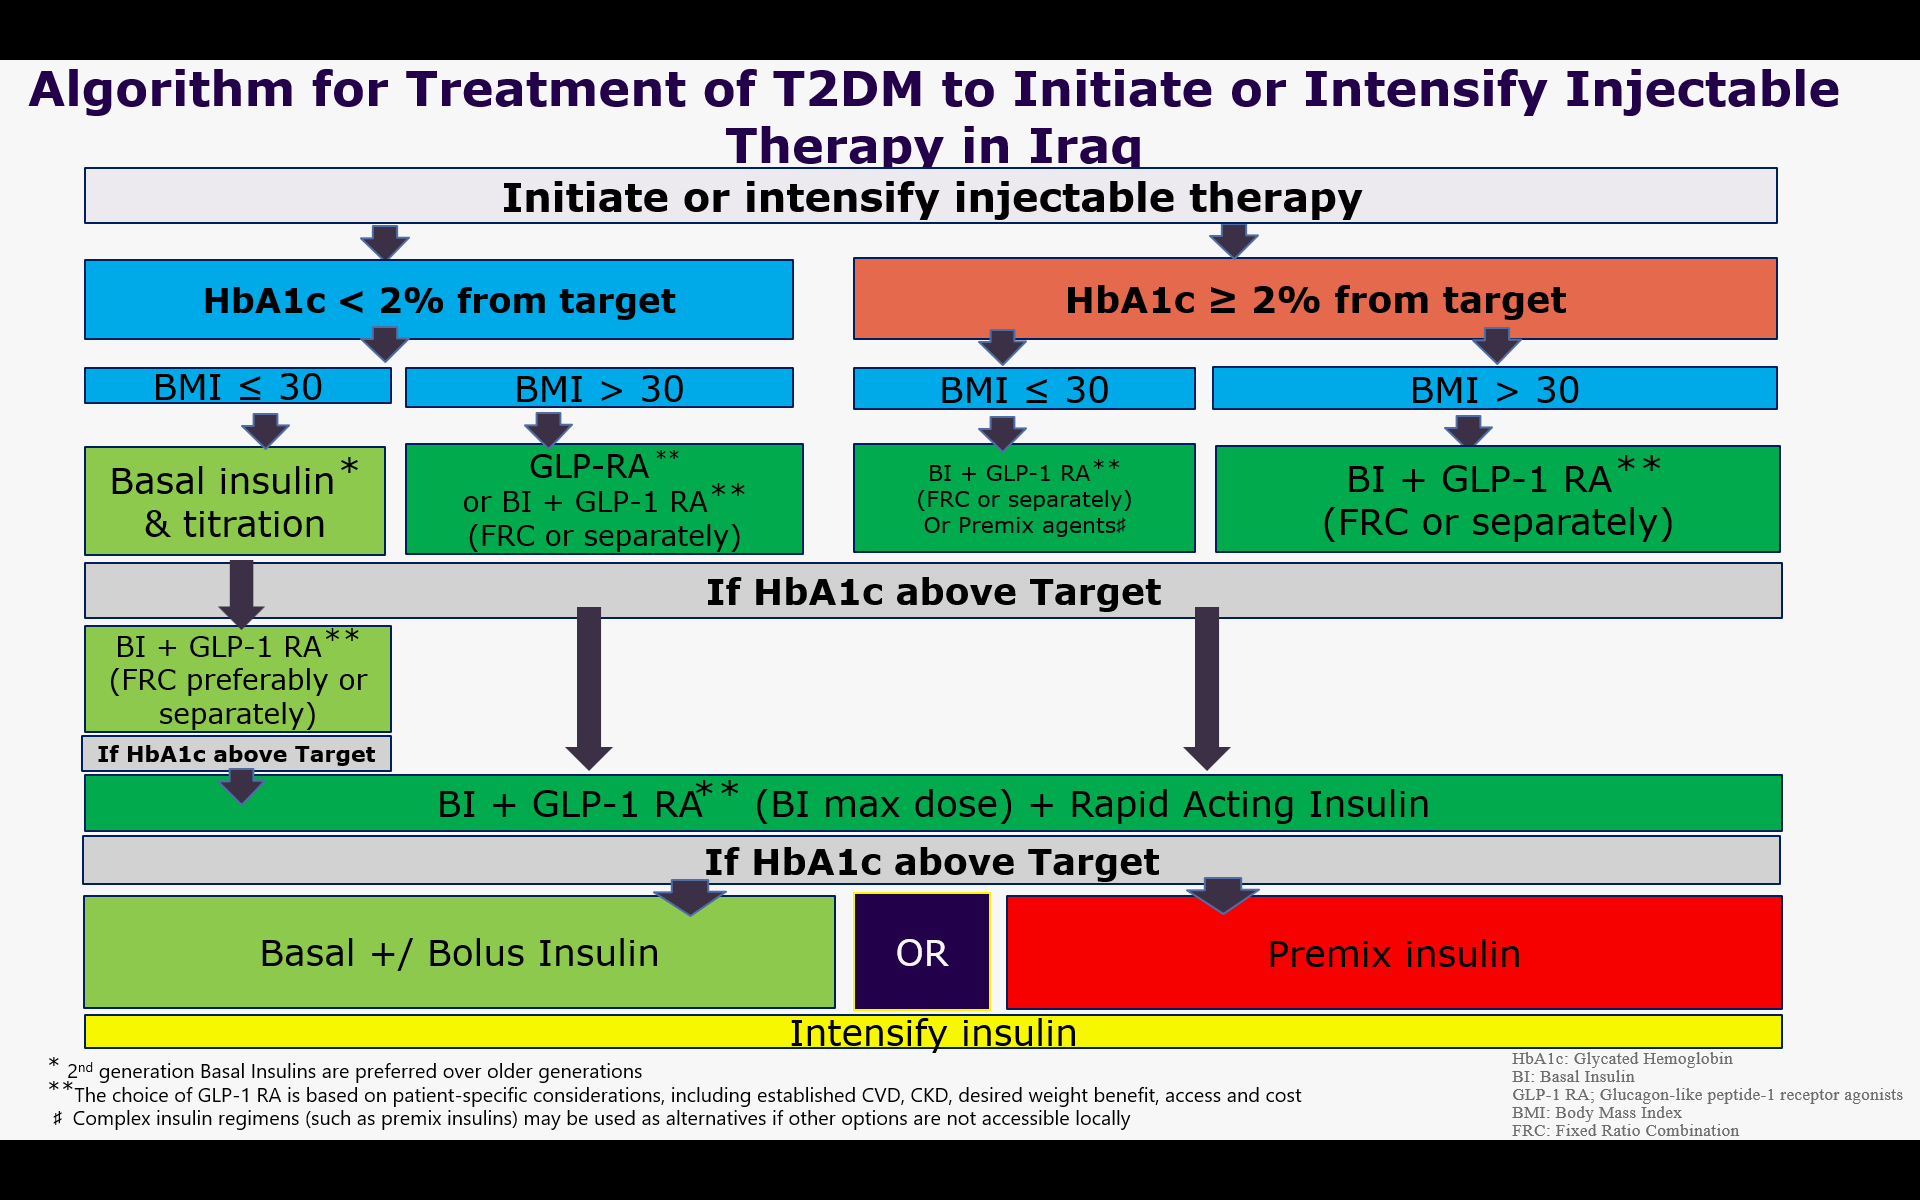 Algorithm for Treatment of T2DM to Initiate or Intensify Injectable
Therapy in Iraq
Initiate or intensify injectable therapy
HbA1c < 2% from target
HbA1c ≥ 2% from target
BMI ≤ 30
BMI > 30
BMI ≤ 30
BMI > 30
Basal insulin*
& titration
GLP-RA**
or BI + GLP-1 RA**
(FRC or separately)
BI + GLP-1 RA**
(FRC or separately)
Or Premix agents♯
BI + GLP-1 RA**
(FRC or separately)
If HbA1c above Target
BI + GLP-1 RA**
(FRC preferably or
separately)
If HbA1c above Target
BI + GLP-1 RA** (BI max dose) + Rapid Acting Insulin
If HbA1c above Target
Basal +/ Bolus Insulin
OR
Premix insulin
Intensify insulin
* 2nd generation Basal Insulins are preferred over older generations
**The choice of GLP-1 RA is based on patient-specific considerations, including established CVD, CKD, desired weight benefit, access and cost
♯ Complex insulin regimens (such as premix insulins) may be used as alternatives if other options are not accessible locally
HbA1c: Glycated Hemoglobin
BI: Basal Insulin
GLP-1 RA; Glucagon-like peptide-1 receptor agonists
BMI: Body Mass Index
FRC: Fixed Ratio Combination